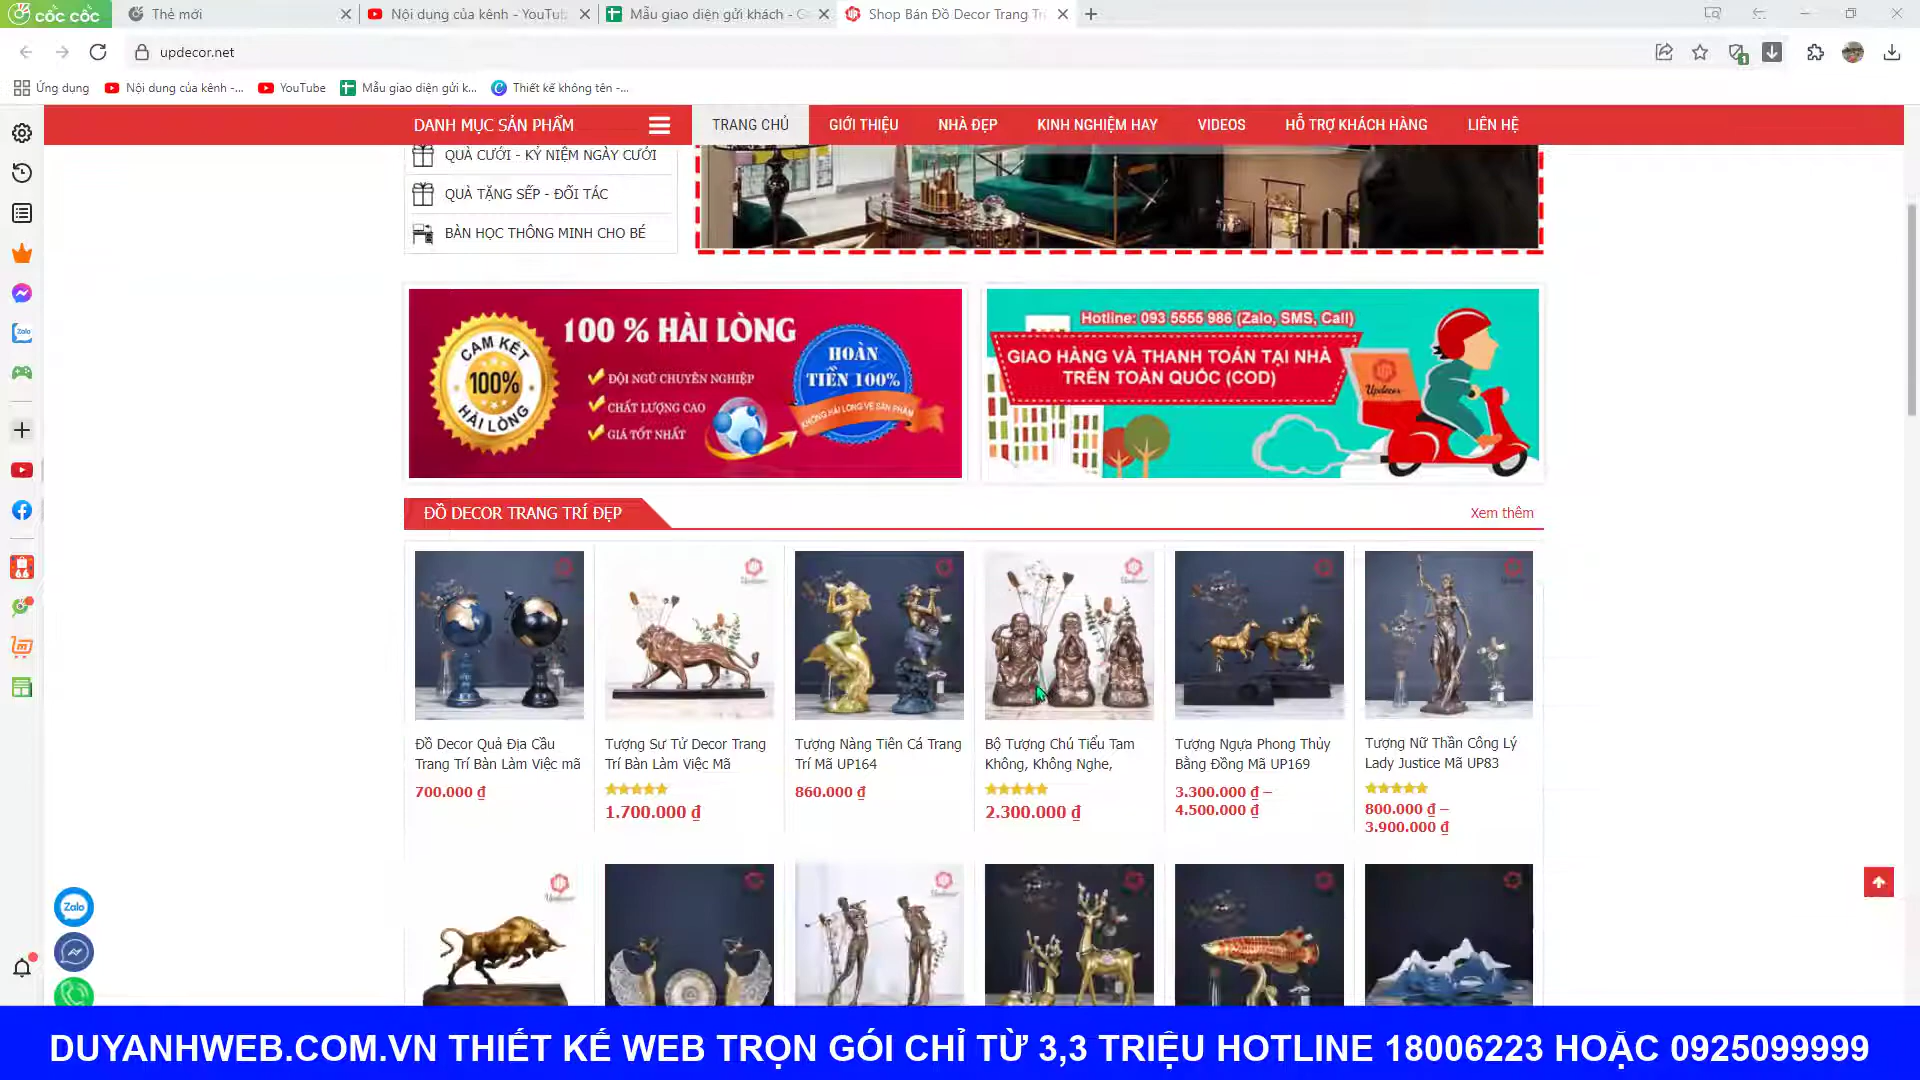 cốc cốc
Thẻ mới
Nội dung của kênh - YouTub
Mẫu giao diện gửi khách - G
Shop Bán Đồ Decor Trang Tr
updecor.net
Ứng dụng
Nội dung của kênh -...
YouTube
Mẫu giao diện gửi k...
Thiết kế không tên -...
DANH MỤC SẢN PHẨM
TRANG CHỦ
GIỚI THIỆU
NHÀ ĐẸP
KINH NGHIỆM HAY
VIDEOS
HỖ TRỢ KHÁCH HÀNG
LIÊN HỆ
QUÀ CƯỚI - KỶ NIỆM NGÀY CƯỚI
QUÀ TẶNG SẾP - ĐỐI TÁC
BÀN HỌC THÔNG MINH CHO BÉ
CAM KẾT
100%
HÀI LÒNG
100 % HÀI LÒNG
ĐỘI NGŨ CHUYÊN NGHIỆP
CHẤT LƯỢNG CAO
GIÁ TỐT NHẤT
HOÀN
TIỀN 100%
KHÔNG HÀI LÒNG VỀ SẢN PHẨM
Hotline: 093 5555 986 (Zalo, SMS, Call)
GIAO HÀNG VÀ THANH TOÁN TẠI NHÀ
TRÊN TOÀN QUỐC (COD)
Updecor
ĐỒ DECOR TRANG TRÍ ĐẸP
Xem thêm
Đồ Decor Quả Địa Cầu
Trang Trí Bàn Làm Việc mã
700.000 ₫
Tượng Sư Tử Decor Trang
Trí Bàn Làm Việc Mã
1.700.000 ₫
Tượng Nàng Tiên Cá Trang
Trí Mã UP164
860.000 ₫
Bộ Tượng Chú Tiểu Tam
Không, Không Nghe,
2.300.000 ₫
Tượng Ngựa Phong Thủy
Bằng Đồng Mã UP169
3.300.000 ₫ –
4.500.000 ₫
Tượng Nữ Thần Công Lý
Lady Justice Mã UP83
800.000 ₫ –
3.900.000 ₫
Zalo
DUYANHWEB.COM.VN THIẾT KẾ WEB TRỌN GÓI CHỈ TỪ 3,3 TRIỆU HOTLINE 18006223 HOẶC 0925099999